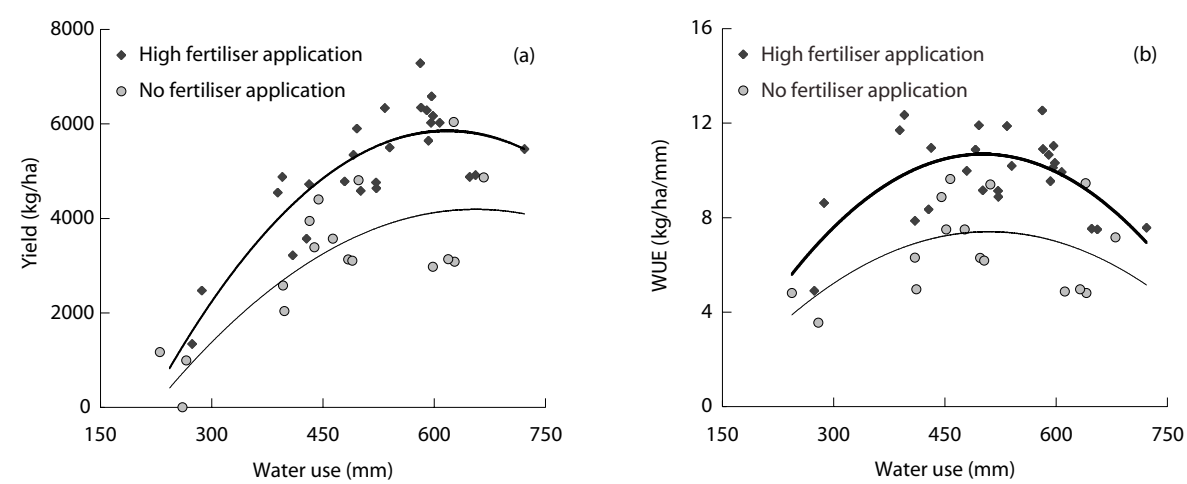 8000
6000
4000
2000
0
Yield (kg/ha)
High fertiliser application
No fertiliser application
(a)
150 300 450 600 750
Water use (mm)
16
12
8
4
0
WUE (kg/ha/mm)
High fertiliser application
No fertiliser application
(b)
150 300 450 600 750
Water use (mm)